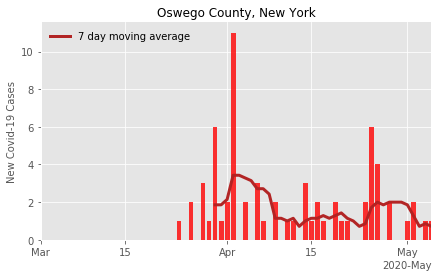 Oswego County, New York
7 day moving average
New Covid-19 Cases
10
8
6
4
2
0
Mar
15
Apr
15
May
2020-May